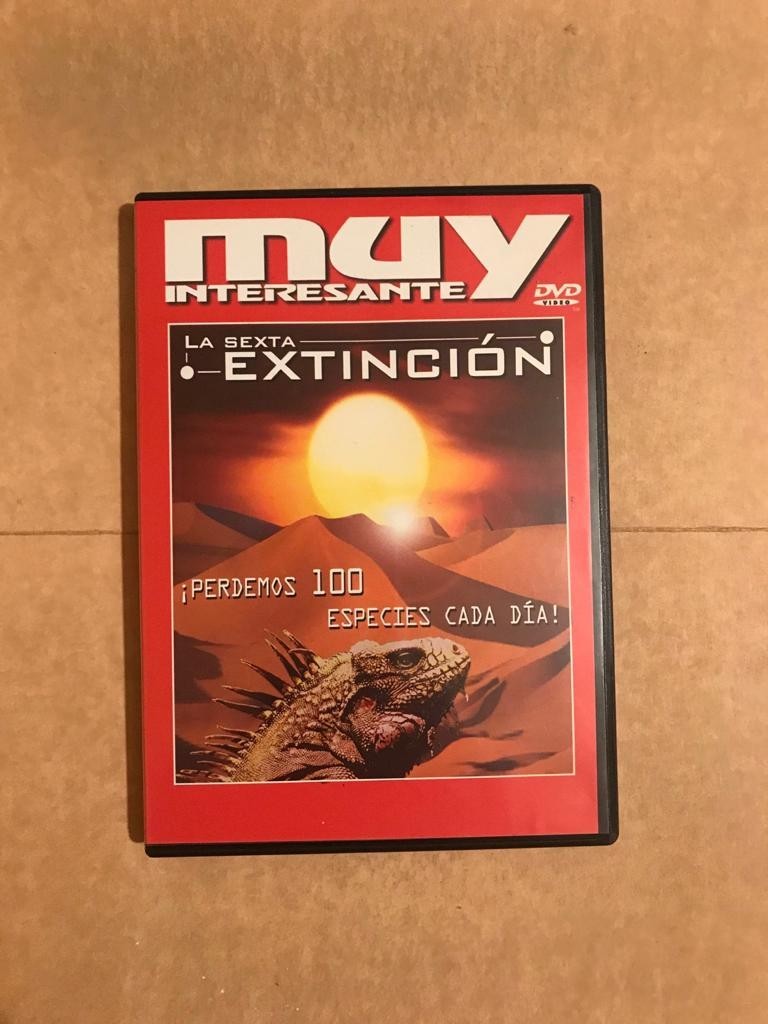 muy
INTERESANTE
DVD
VIDEO
LA SEXTA
EXTINCIÓN
¡PERDEMOS 100
ESPECIES CADA DÍA!